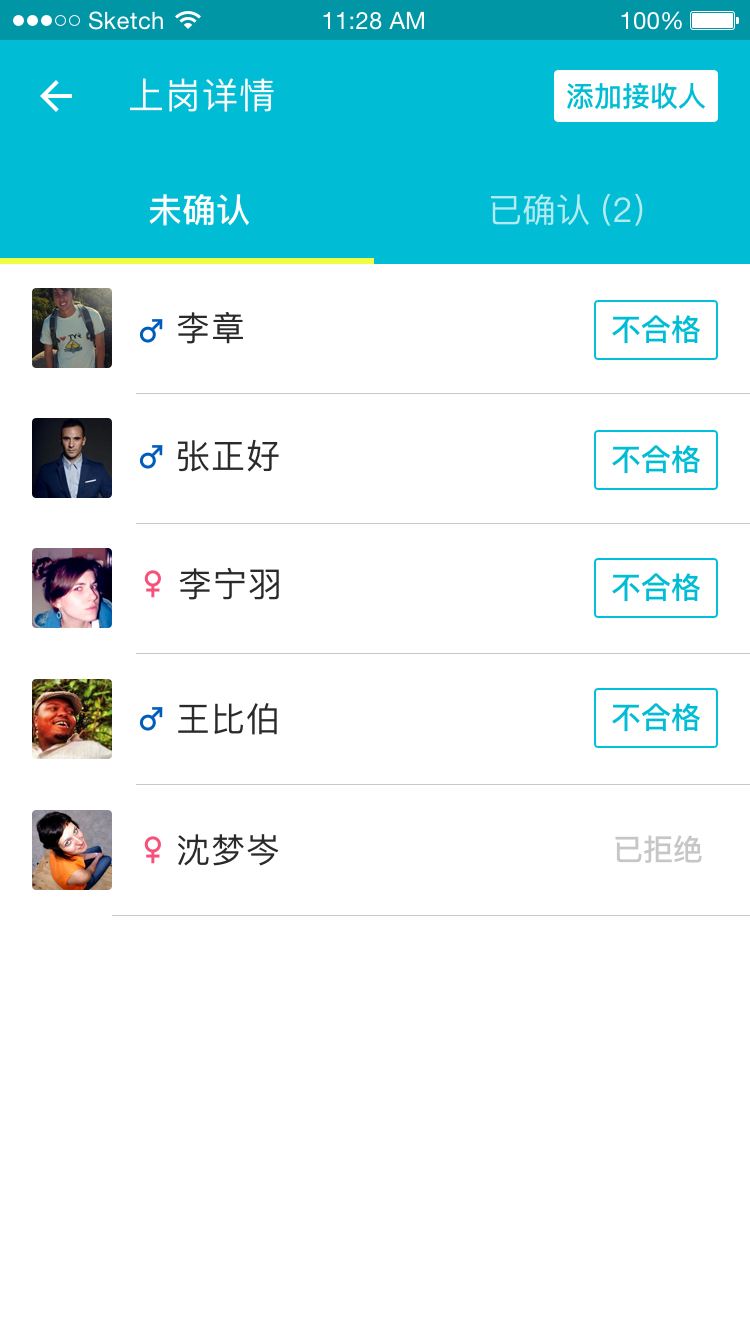 Sketch 11:28 AM 100%
上岗详情 添加接收人
未确认 已确认 (2)
李章 不合格
张正好 不合格
李宁羽 不合格
王比伯 不合格
沈梦岑 已拒绝